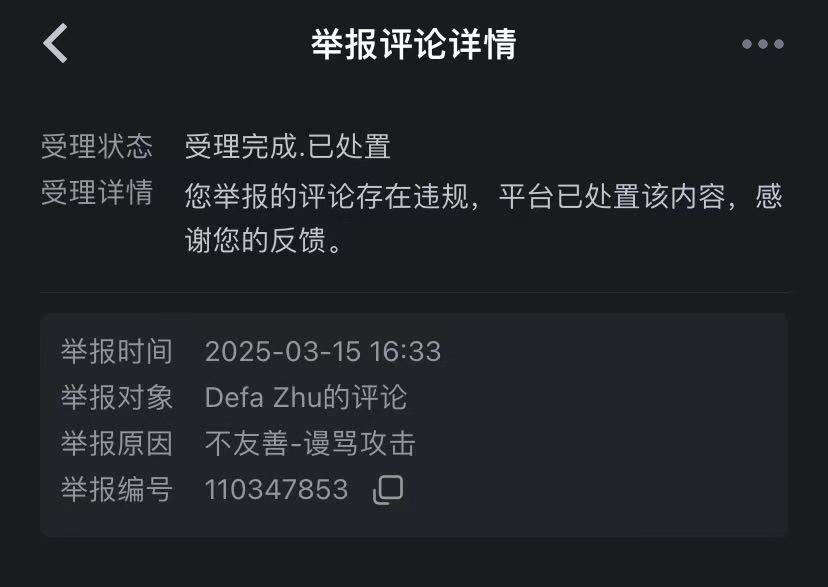 举报评论详情
受理状态 受理完成.已处置
受理详情 您举报的评论存在违规，平台已处置该内容，感
谢您的反馈。
举报时间 2025-03-15 16:33
举报对象 Defa Zhu的评论
举报原因 不友善-谩骂攻击
举报编号 110347853